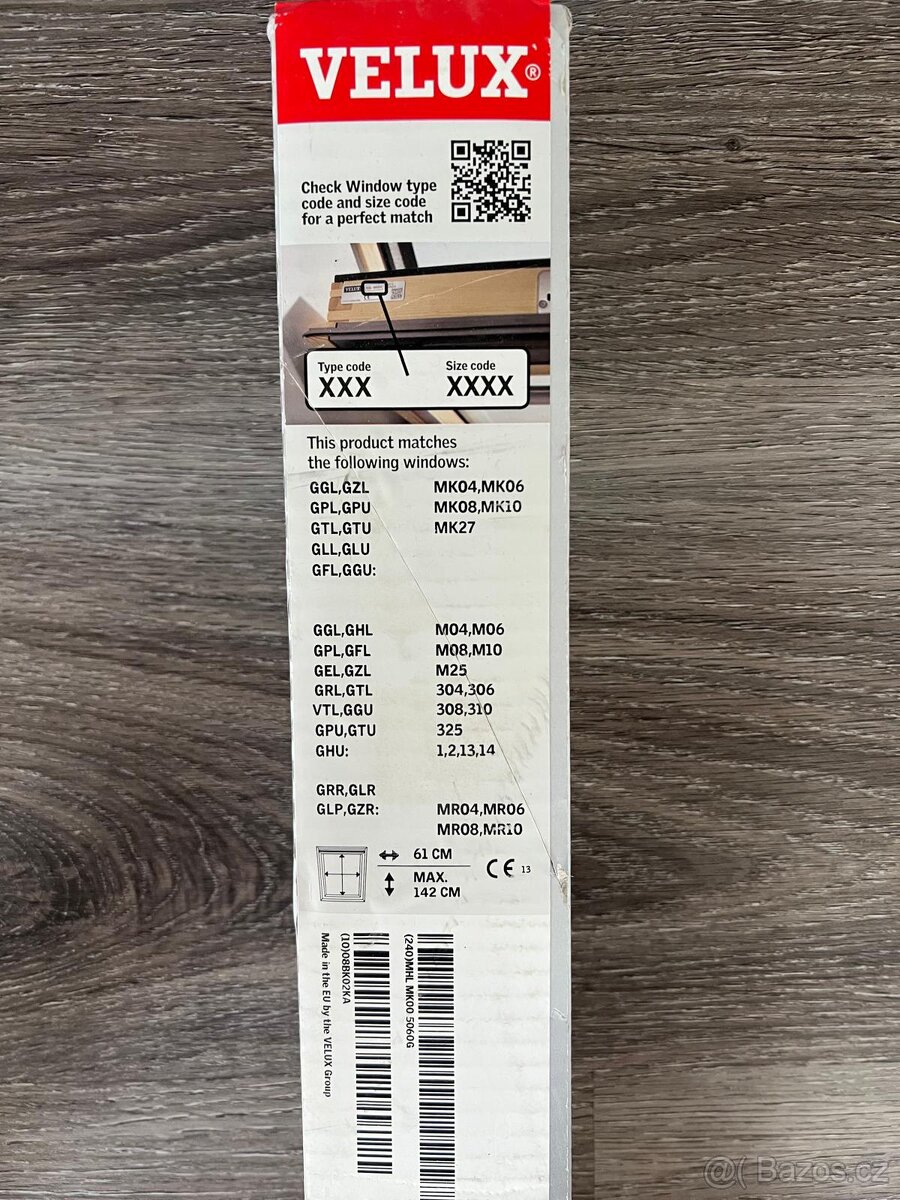 VELUX®
Check Window type
code and size code
for a perfect match
VELUX
Type code
XXX
Size code
XXXX
This product matches
the following windows:
GGL,GZL MK04,MK06
GPL,GPU MK08,MK10
GTL,GTU MK27
GLL,GLU
GFL,GGU:
GGL,GHL M04,M06
GPL,GFL M08,M10
GEL,GZL M25
GRL,GTL 304,306
VTL,GGU 308,310
GPU,GTU 325
GHU: 1,2,13,14
GRR,GLR
GLP,GZR: MR04,MR06
MR08,MR10
61 CM
MAX.
142 CM
CE 13
(240)MHL MK00 5060G
(10)08BK02KA
Made in the EU by the VELUX Group
@( Bazos.cz